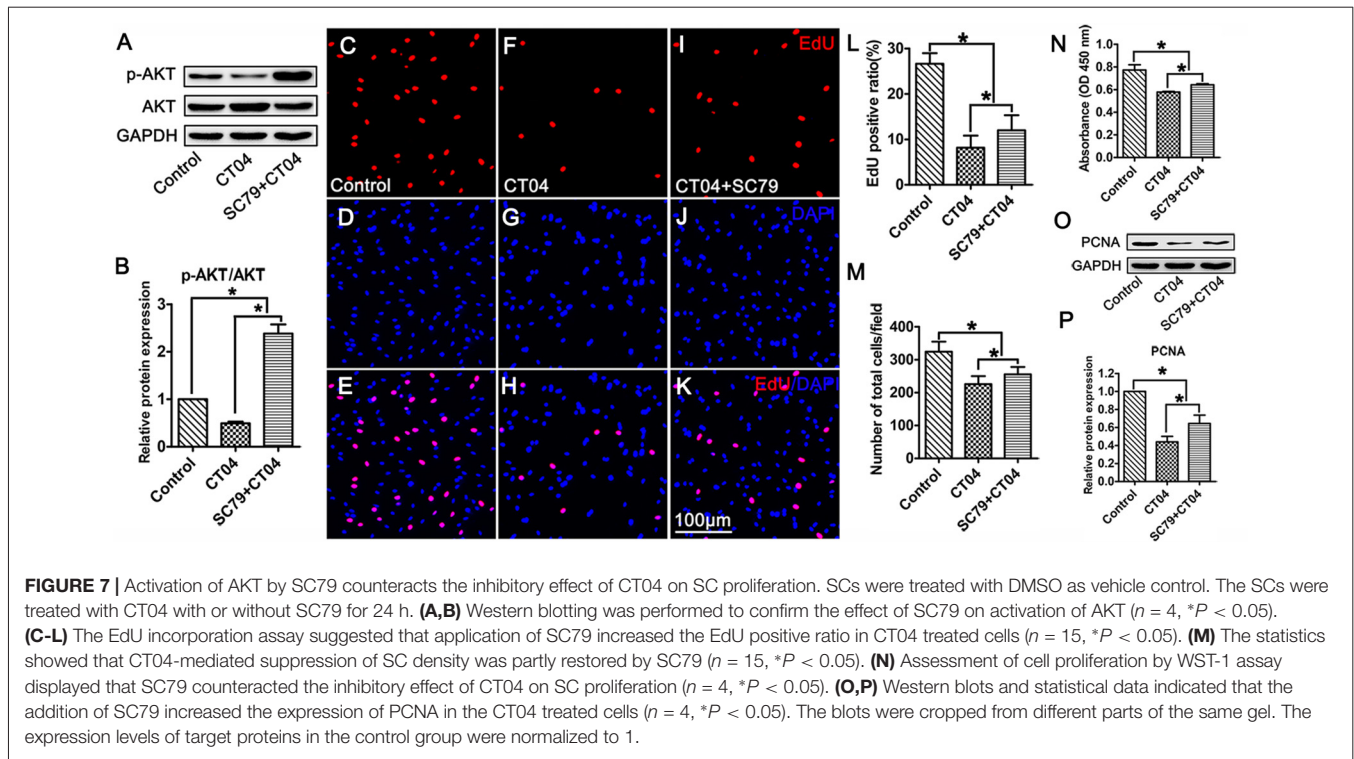 A
p-AKT
AKT
GAPDH
Control
CT04
SC79+CT04
B
p-AKT/AKT
Relative protein expression
3
2
1
0
*
*
Control
CT04
SC79+CT04
C
Control
F
CT04
I
EdU
CT04+SC79
D
G
J
DAPI
E
H
K
EdU/DAPI
100μm
L
EdU positive ratio(%)
30
20
10
0
*
*
Control
CT04
SC79+CT04
M
Number of total cells/field
400
300
200
100
0
*
*
Control
CT04
SC79+CT04
N
Absorbance (OD 450 nm)
1.0
0.8
0.6
0.4
0.2
0.0
*
*
Control
CT04
SC79+CT04
O
PCNA
GAPDH
Control
CT04
SC79+CT04
P
PCNA
Relative protein expression
1.2
1.0
0.8
0.6
0.4
0.2
0.0
*
*
Control
CT04
SC79+CT04
FIGURE 7 | Activation of AKT by SC79 counteracts the inhibitory effect of CT04 on SC proliferation. SCs were treated with DMSO as vehicle control. The SCs were
treated with CT04 with or without SC79 for 24 h. (A,B) Western blotting was performed to confirm the effect of SC79 on activation of AKT (n = 4, *P < 0.05).
(C-L) The EdU incorporation assay suggested that application of SC79 increased the EdU positive ratio in CT04 treated cells (n = 15, *P < 0.05). (M) The statistics
showed that CT04-mediated suppression of SC density was partly restored by SC79 (n = 15, *P < 0.05). (N) Assessment of cell proliferation by WST-1 assay
displayed that SC79 counteracted the inhibitory effect of CT04 on SC proliferation (n = 4, *P < 0.05). (O,P) Western blots and statistical data indicated that the
addition of SC79 increased the expression of PCNA in the CT04 treated cells (n = 4, *P < 0.05). The blots were cropped from different parts of the same gel. The
expression levels of target proteins in the control group were normalized to 1.